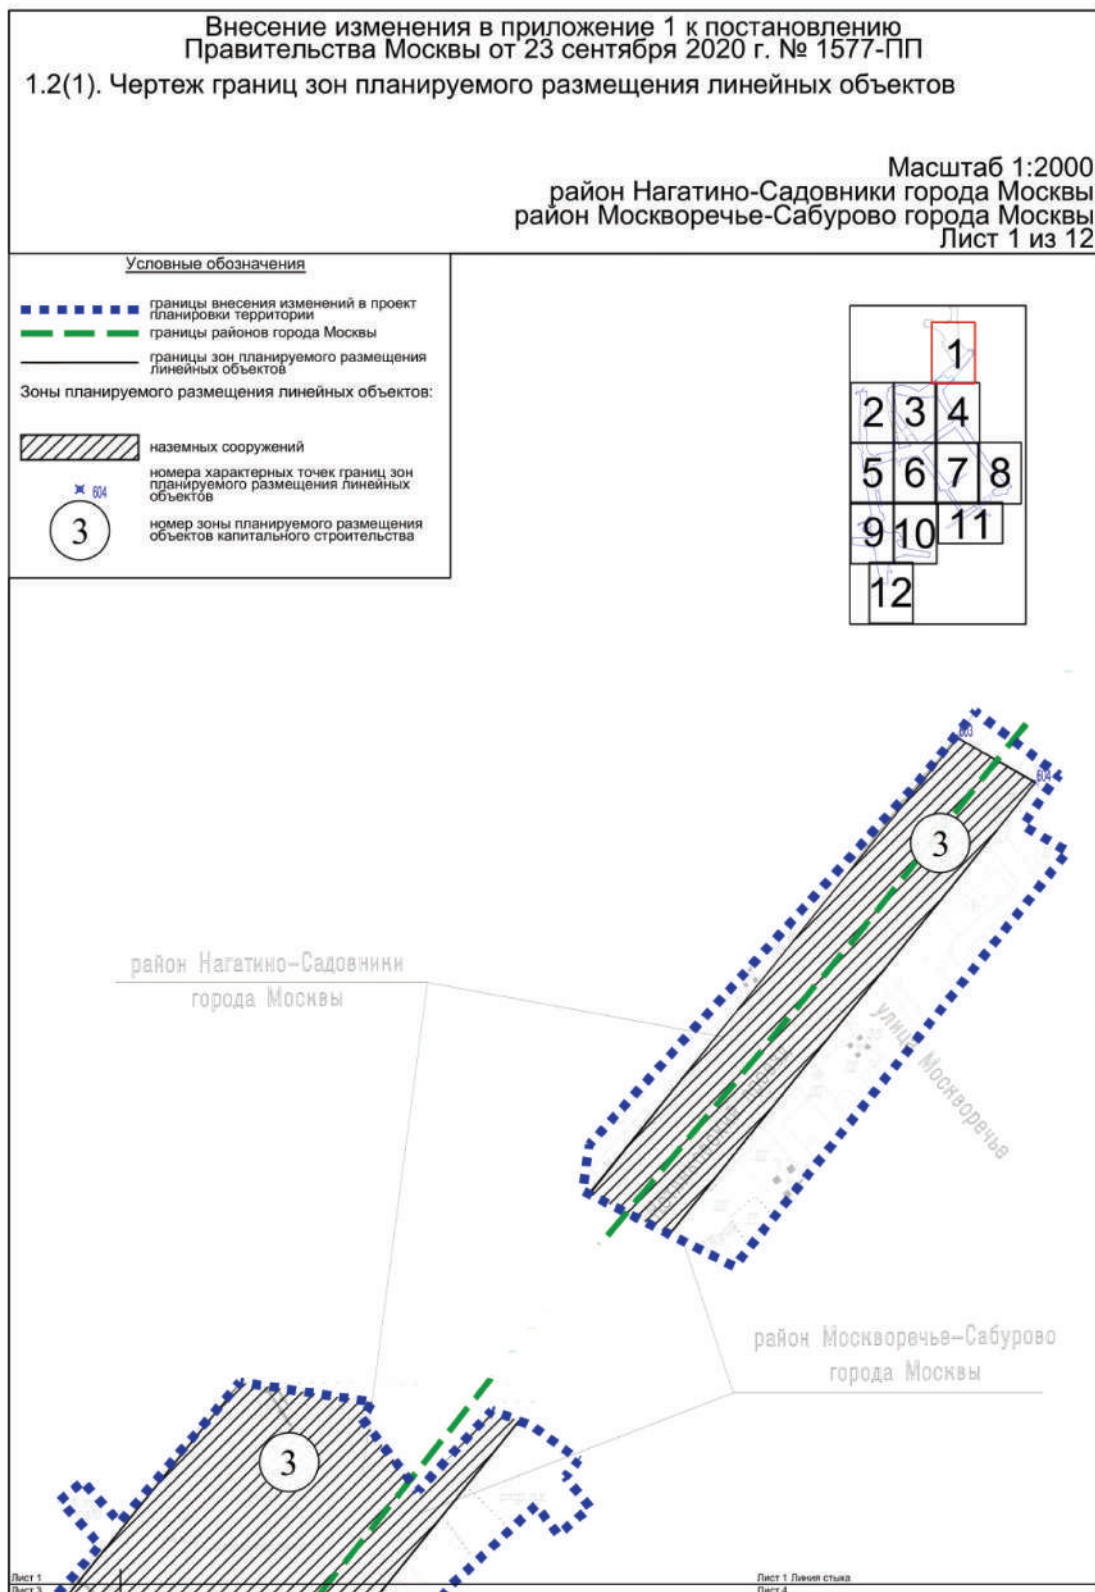 Внесение изменения в приложение 1 к постановлению
Правительства Москвы от 23 сентября 2020 г. № 1577-ПП
1.2(1). Чертеж границ зон планируемого размещения линейных объектов
Масштаб 1:2000
район Нагатино-Садовники города Москвы
район Москворечье-Сабурово города Москвы
Лист 1 из 12
Условные обозначения
границы внесения изменений в проект
планировки территории
границы районов города Москвы
границы зон планируемого размещения
линейных объектов
Зоны планируемого размещения линейных объектов:
наземных сооружений
номера характерных точек границ зон
планируемого размещения линейных
объектов
604
3
номер зоны планируемого размещения
объектов капитального строительства
1
2 3 4
5 6 7 8
9 10 11
12
603
604
3
район Нагатино-Садовники
города Москвы
улица Москворечье
район Москворечье-Сабурово
города Москвы
3
Лист 1
Лист 3
Лист 1 Линия стыка
Лист 4